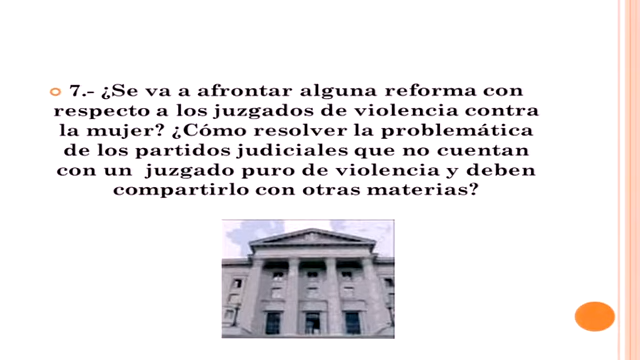 7.- ¿Se va a afrontar alguna reforma con
respecto a los juzgados de violencia contra
la mujer? ¿Cómo resolver la problemática
de los partidos judiciales que no cuentan
con un juzgado puro de violencia y deben
compartirlo con otras materias?